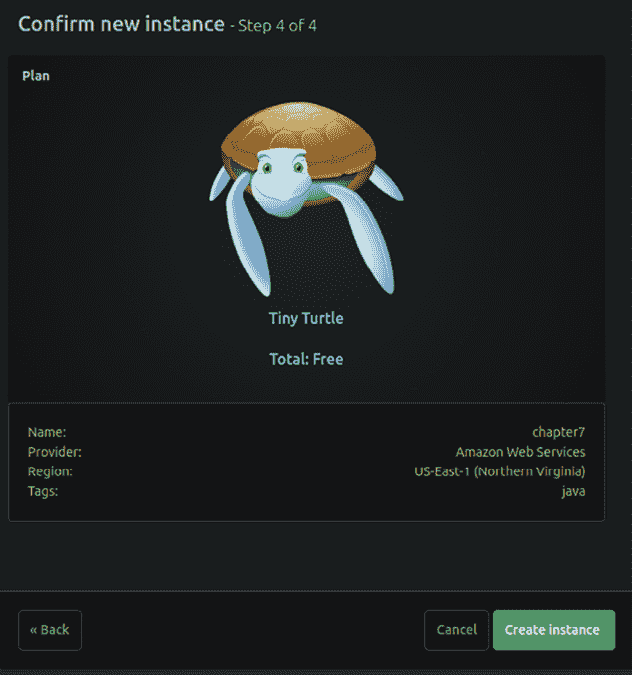 Confirm new instance - Step 4 of 4
Plan
Tiny Turtle
Total: Free
Name: chapter7
Provider: Amazon Web Services
Region: US-East-1 (Northern Virginia)
Tags: java
« Back Cancel Create instance